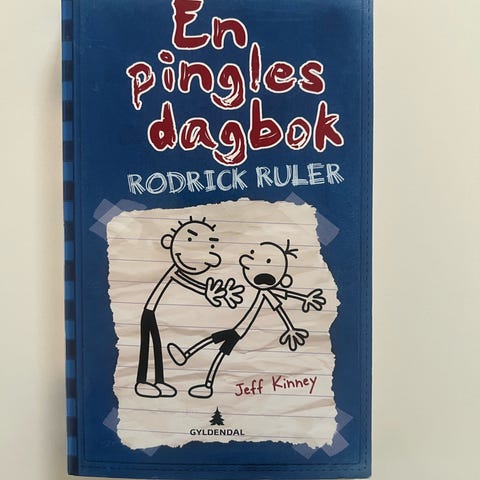 En
pingles
dagbok
RODRICK RULER
Jeff Kinney
GYLDENDAL